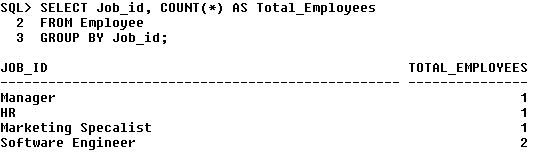 SQL> SELECT Job_id, COUNT(*) AS Total_Employees
2 FROM Employee
3 GROUP BY Job_id;
JOB_ID TOTAL_EMPLOYEES
-------------------------------------------------- ---------------
Manager 1
HR 1
Marketing Specalist 1
Software Engineer 2